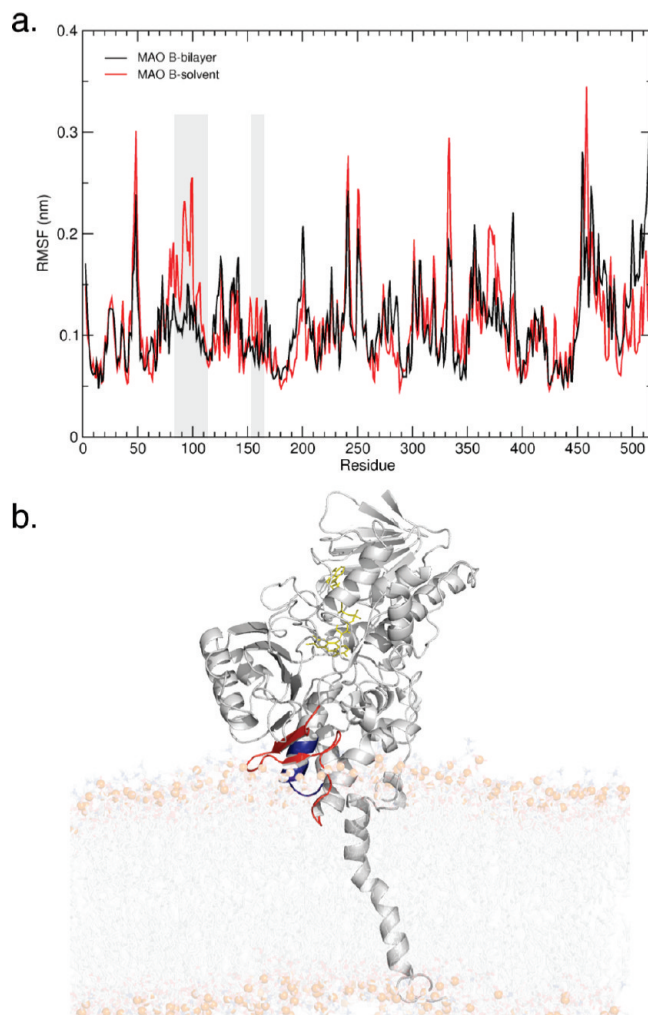 a.
0.4
MAO B-bilayer
MAO B-solvent
0.3
RMSF (nm)
0.2
0.1
0
0 50 100 150 200 250 300 350 400 450 500
Residue
b.